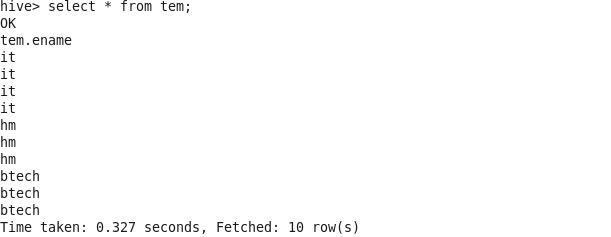 hive> select * from tem;
OK
tem.ename
it
it
it
it
hm
hm
hm
btech
btech
btech
Time taken: 0.327 seconds, Fetched: 10 row(s)